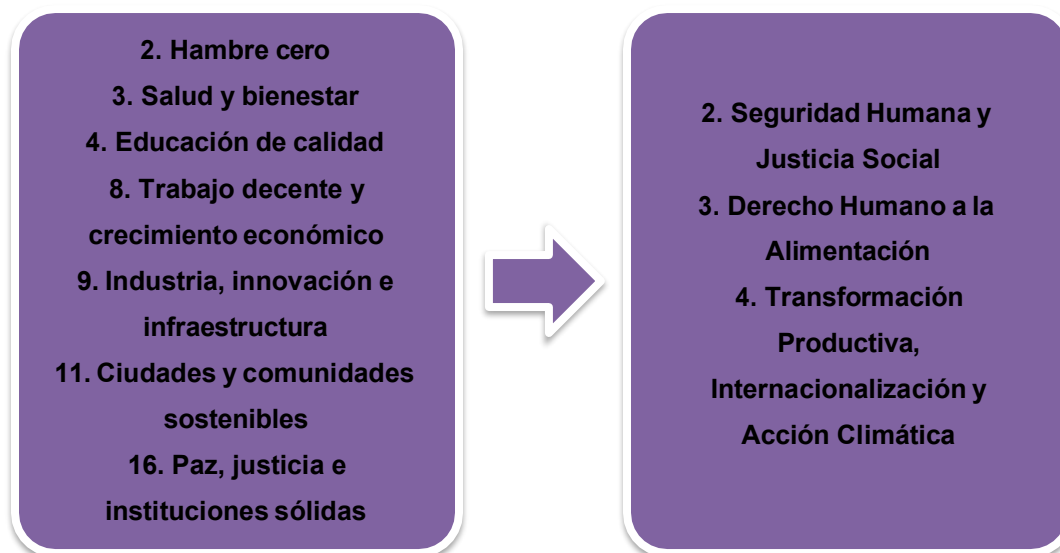 2. Hambre cero
3. Salud y bienestar
4. Educación de calidad
8. Trabajo decente y
crecimiento económico
9. Industria, innovación e
infraestructura
11. Ciudades y comunidades
sostenibles
16. Paz, justicia e
instituciones sólidas
2. Seguridad Humana y
Justicia Social
3. Derecho Humano a la
Alimentación
4. Transformación
Productiva,
Internacionalización y
Acción Climática